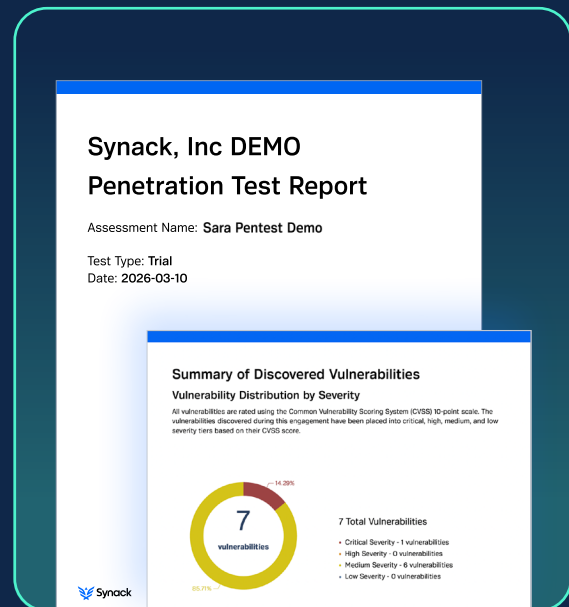 Synack, Inc DEMO
Penetration Test Report
Assessment Name: Sara Pentest Demo
Test Type: Trial
Date: 2026-03-10
Summary of Discovered Vulnerabilities
Vulnerability Distribution by Severity
All vulnerabilities are rated using the Common Vulnerability Scoring System (CVSS) 10-point scale. The
vulnerabilities discovered during this engagement have been placed into critical, high, medium, and low
severity tiers based on their CVSS score.
14.29%
7
vulnerabilities
85.71%
7 Total Vulnerabilities
• Critical Severity - 1 vulnerabilities
• High Severity - 0 vulnerabilities
• Medium Severity - 6 vulnerabilities
• Low Severity - 0 vulnerabilities
Synack